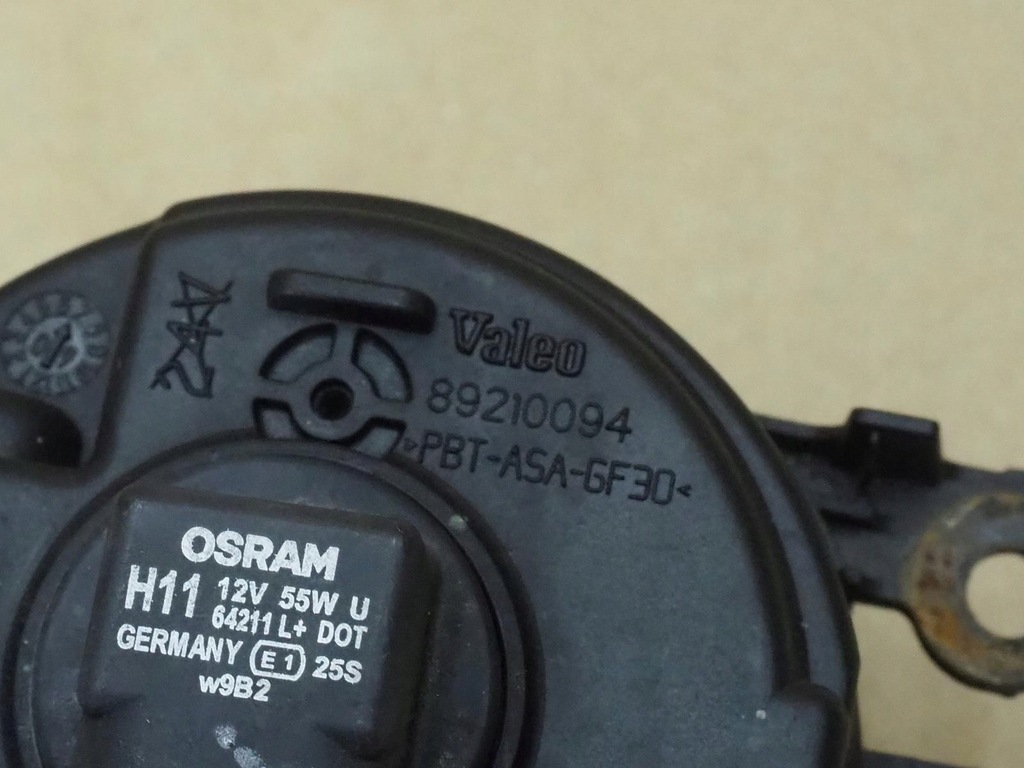 Valeo
89210094
>PBT-ASA-GF30<
OSRAM
H11 12V 55W U
64211 L+ DOT
GERMANY E1 25S
w9B2